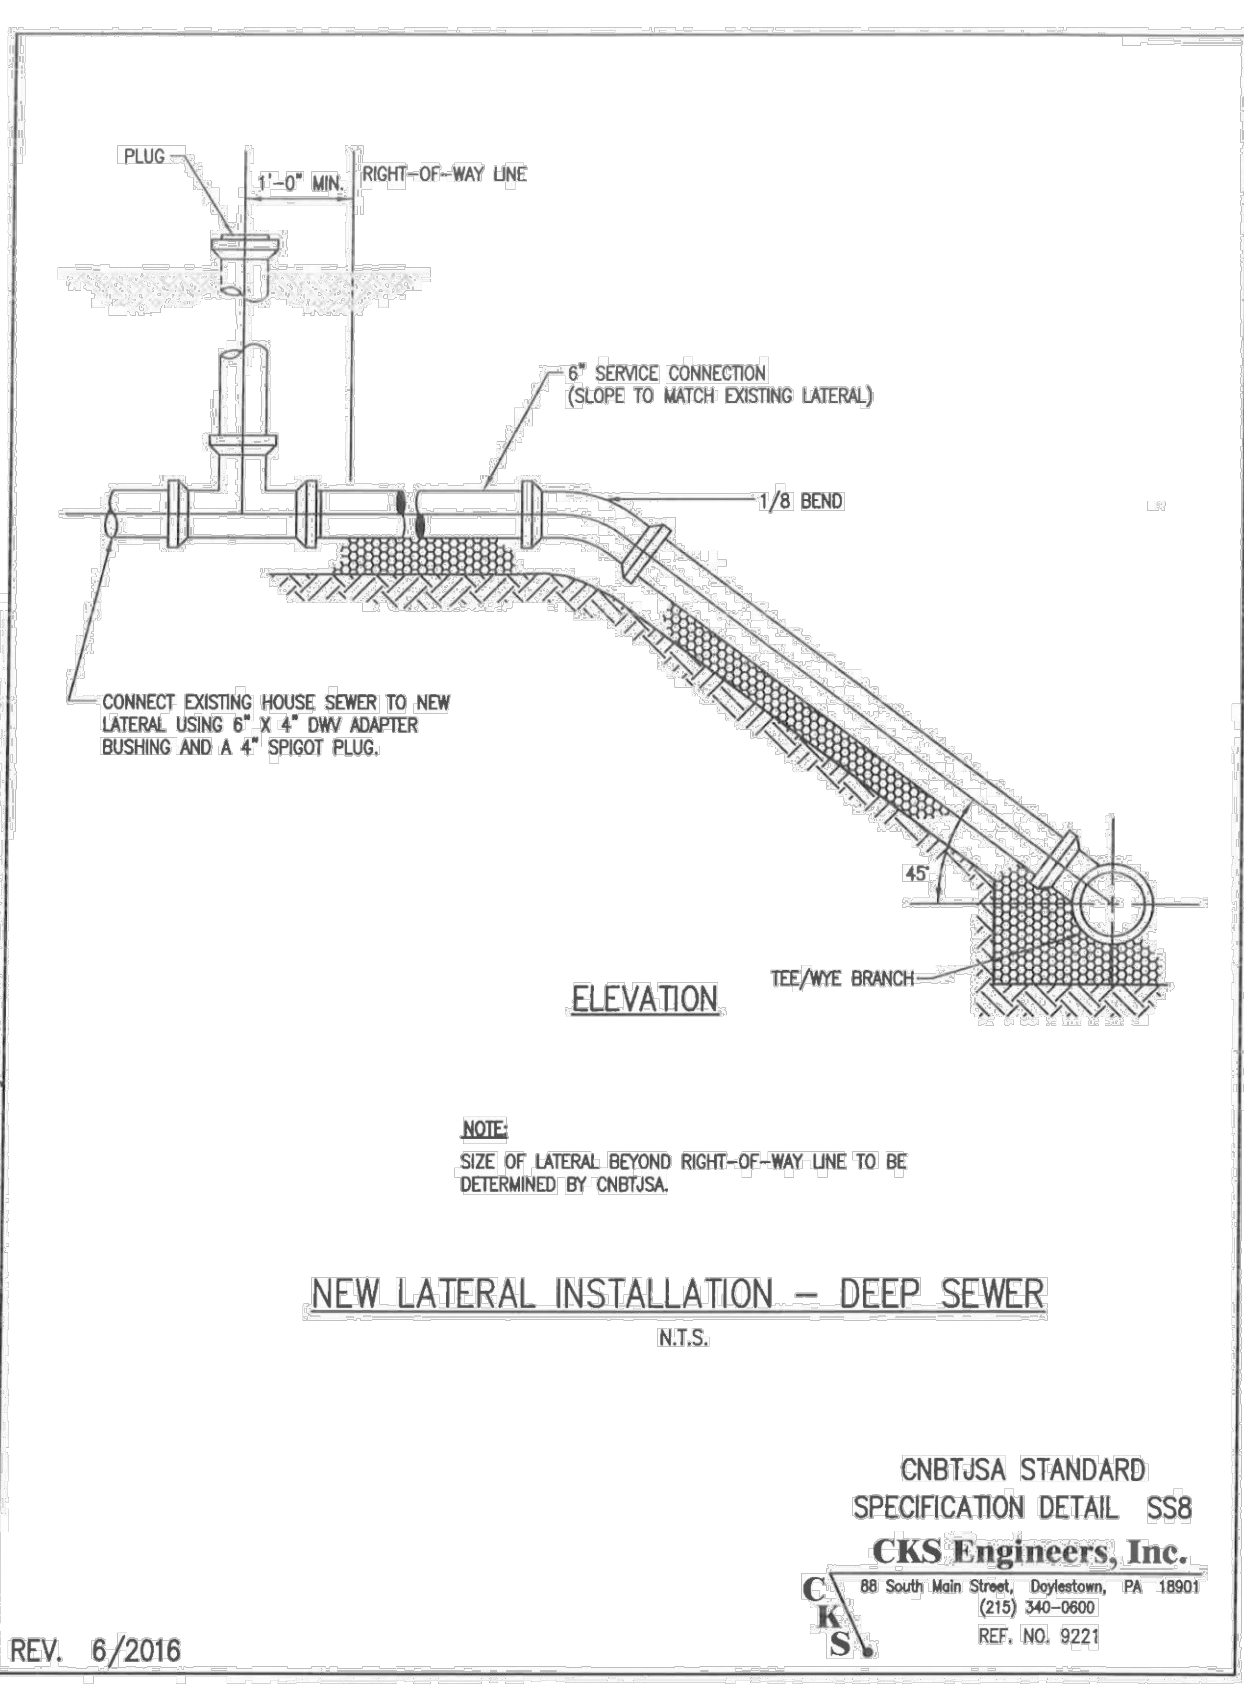 PLUG
1'-0" MIN.
RIGHT-OF-WAY LINE
6" SERVICE CONNECTION
(SLOPE TO MATCH EXISTING LATERAL)
1/8 BEND
CONNECT EXISTING HOUSE SEWER TO NEW
LATERAL USING 6" X 4" DWV ADAPTER
BUSHING AND A 4" SPIGOT PLUG.
45°
TEE/WYE BRANCH
ELEVATION
NOTE:
SIZE OF LATERAL BEYOND RIGHT-OF-WAY LINE TO BE
DETERMINED BY CNBTJSA.
NEW LATERAL INSTALLATION - DEEP SEWER
N.T.S.
CNBTJSA STANDARD
SPECIFICATION DETAIL SS8
CKS Engineers, Inc.
88 South Main Street, Doylestown, PA 18901
(215) 340-0600
REF. NO. 9221
CKS
REV. 6/2016